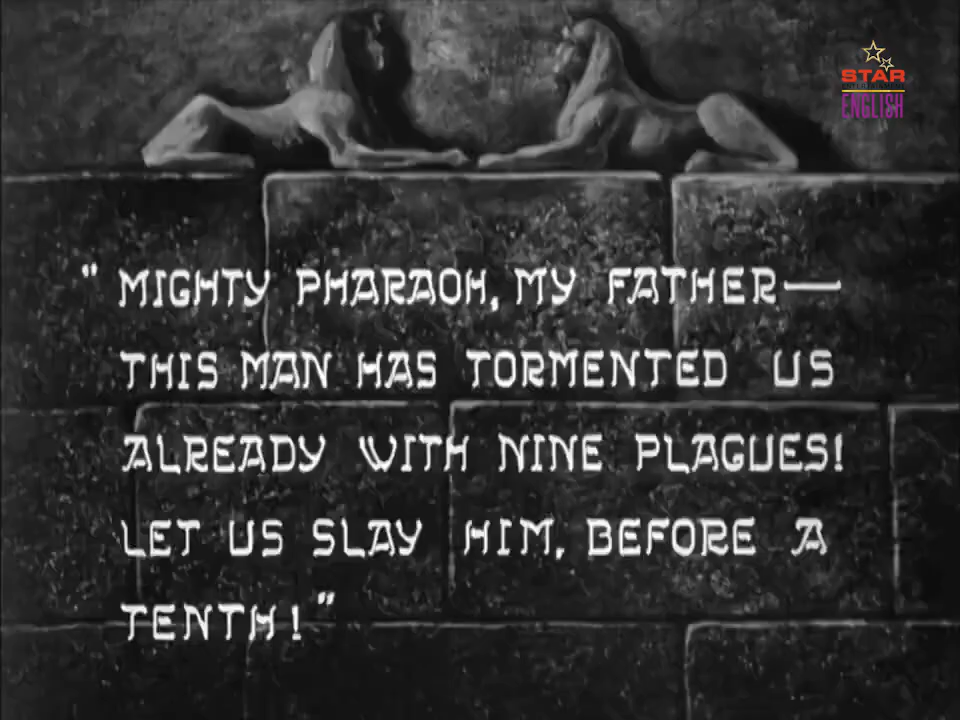 STAR
ENGLISH
" MIGHTY PHARAOH, MY FATHER—
THIS MAN HAS TORMENTED US
ALREADY WITH NINE PLAGUES!
LET US SLAY HIM, BEFORE A
TENTH!"